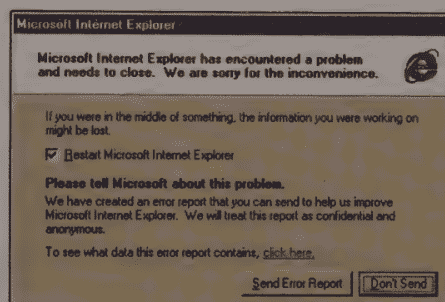 Microsoft Internet Explorer
Microsoft Internet Explorer has encountered a problem
and needs to close. We are sorry for the inconvenience.
If you were in the middle of something, the information you were working on
might be lost.
Restart Microsoft Internet Explorer
Please tell Microsoft about this problem.
We have created an error report that you can send to help us improve
Microsoft Internet Explorer. We will treat this report as confidential and
anonymous.
To see what data this error report contains, click here.
Send Error Report Don't Send